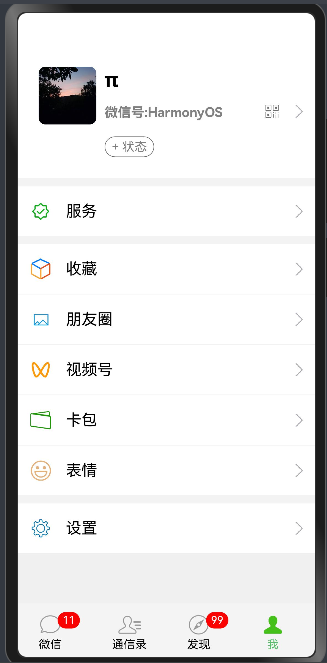 π
微信号:HarmonyOS
+ 状态
服务
收藏
朋友圈
视频号
卡包
表情
设置
11
99
微信
通信录
发现
我